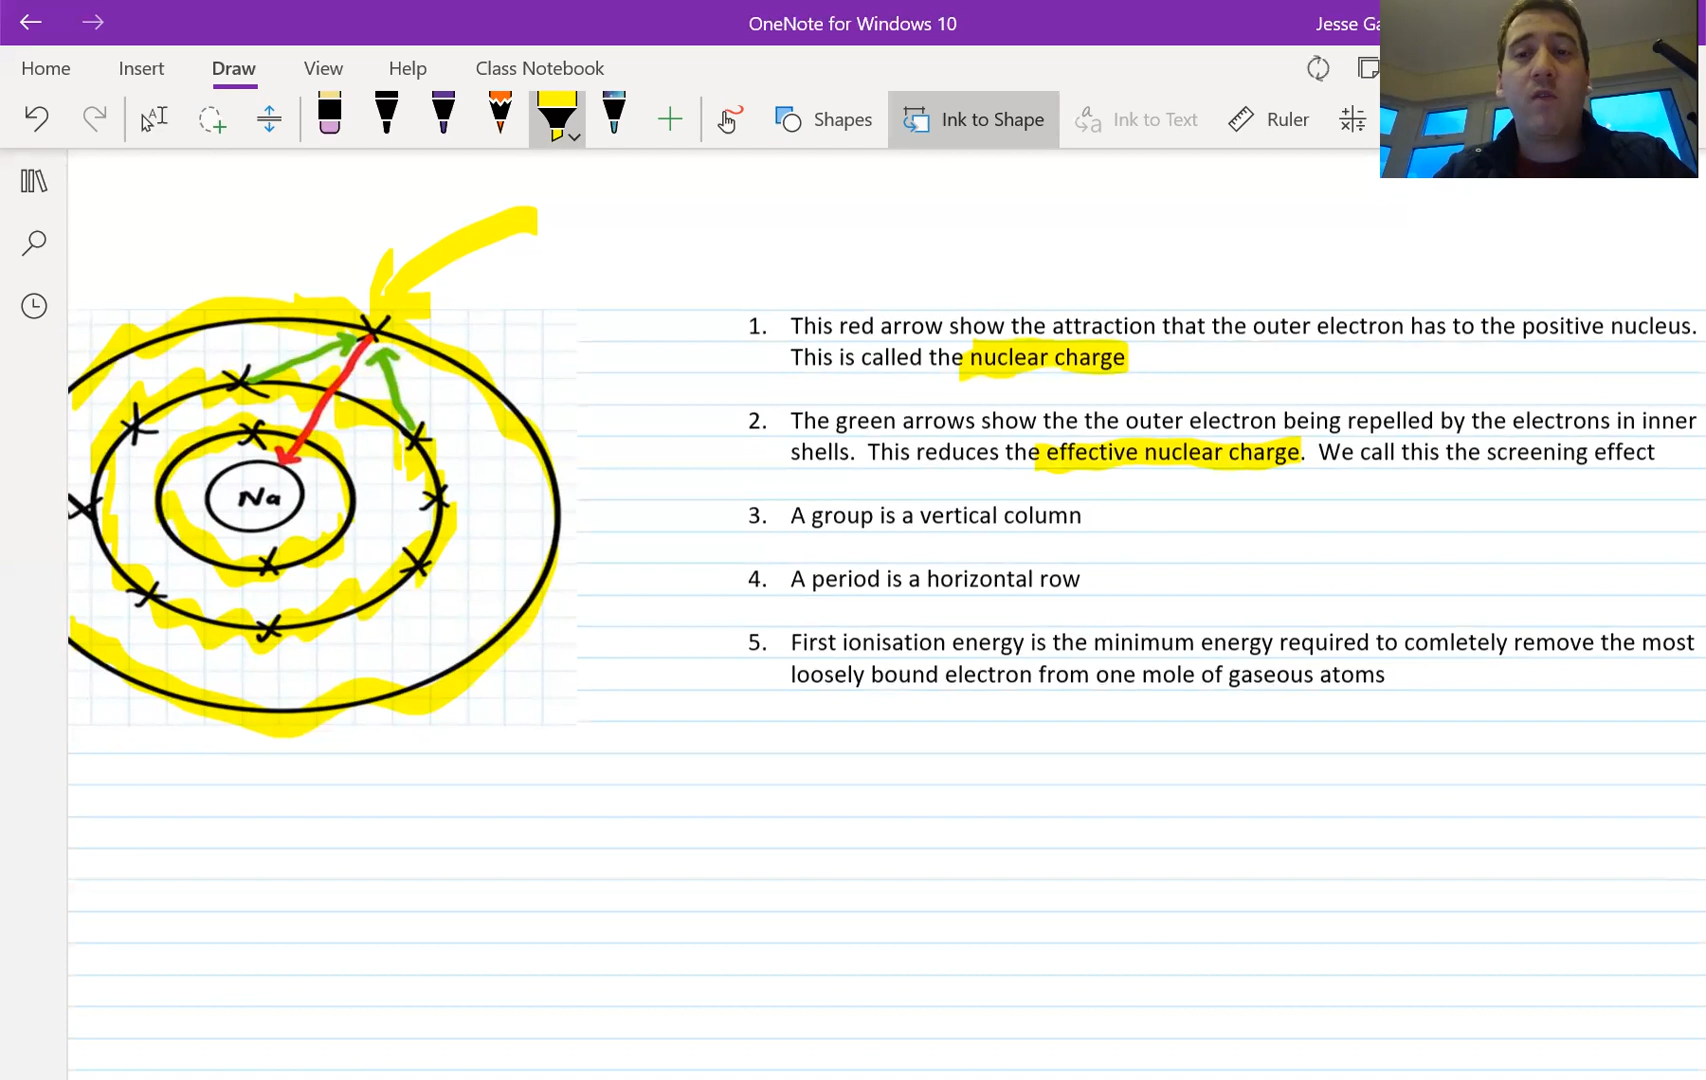 OneNote for Windows 10
Jesse Ga
Home Insert Draw View Help Class Notebook
Shapes Ink to Shape Ink to Text Ruler
1. This red arrow show the attraction that the outer electron has to the positive nucleus.
This is called the nuclear charge
2. The green arrows show the the outer electron being repelled by the electrons in inner
shells. This reduces the effective nuclear charge. We call this the screening effect
Na
3. A group is a vertical column
4. A period is a horizontal row
5. First ionisation energy is the minimum energy required to comletely remove the most
loosely bound electron from one mole of gaseous atoms